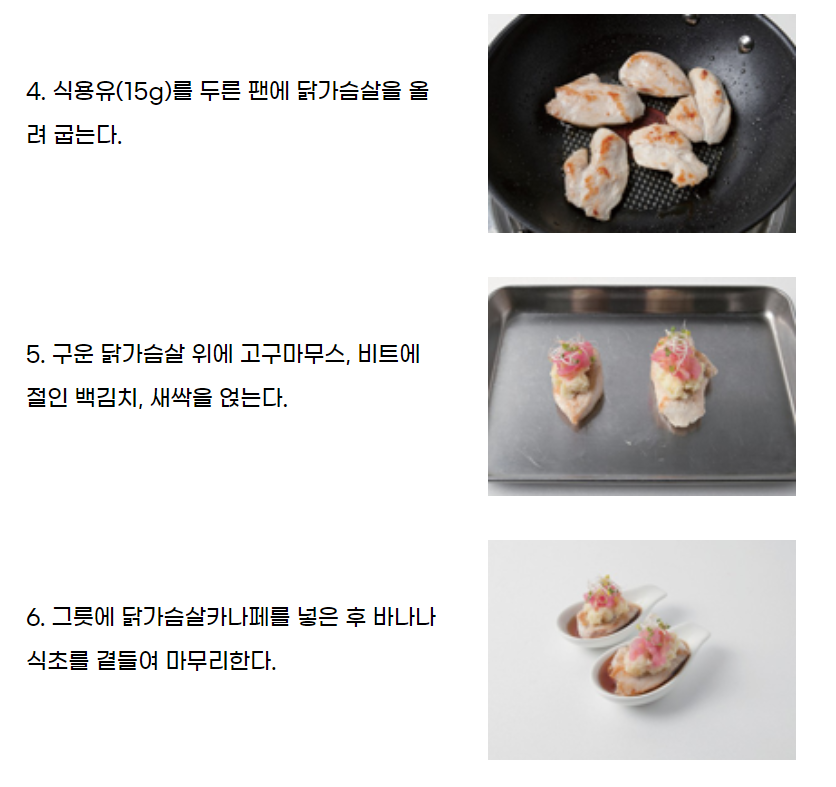 4. 식용유(15g)를 두른 팬에 닭가슴살을 올
려 굽는다.
5. 구운 닭가슴살 위에 고구마무스, 비트에
절인 백김치, 새싹을 얹는다.
6. 그릇에 닭가슴살카나페를 넣은 후 바나나
식초를 곁들여 마무리한다.